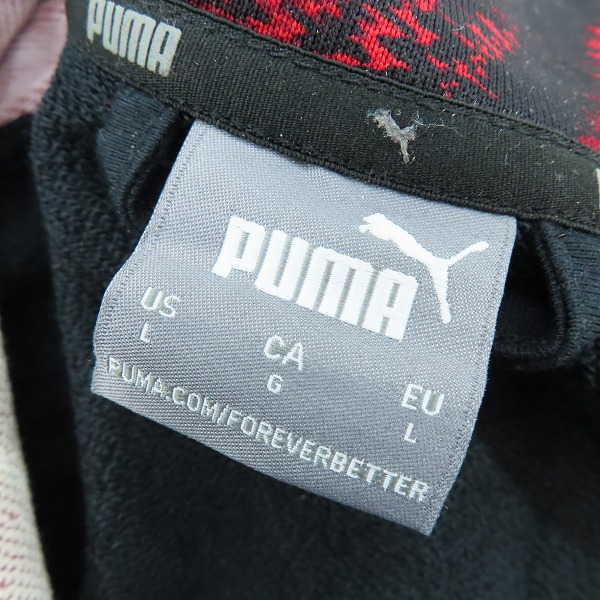 PUMA
PUMA
US CA EU
L G L
PUMA.COM/FOREVERBETTER